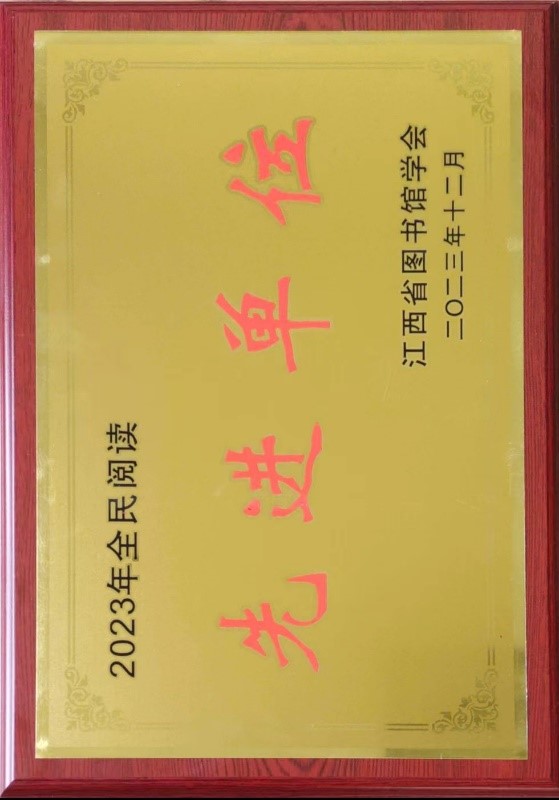 2023年全民阅读
先进单位
江西省图书馆学会
二〇二三年十二月